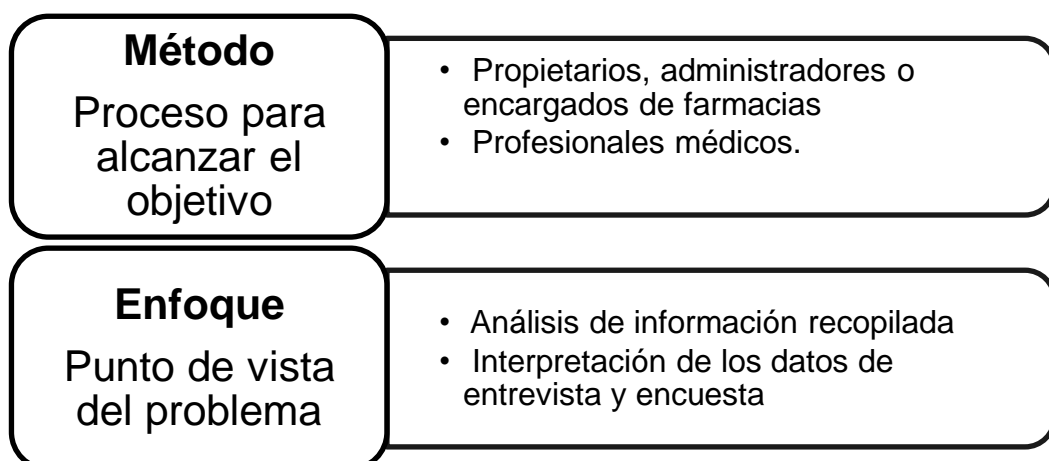 Método
Proceso para
alcanzar el
objetivo
• Propietarios, administradores o
encargados de farmacias
• Profesionales médicos.
Enfoque
Punto de vista
del problema
• Análisis de información recopilada
• Interpretación de los datos de
entrevista y encuesta